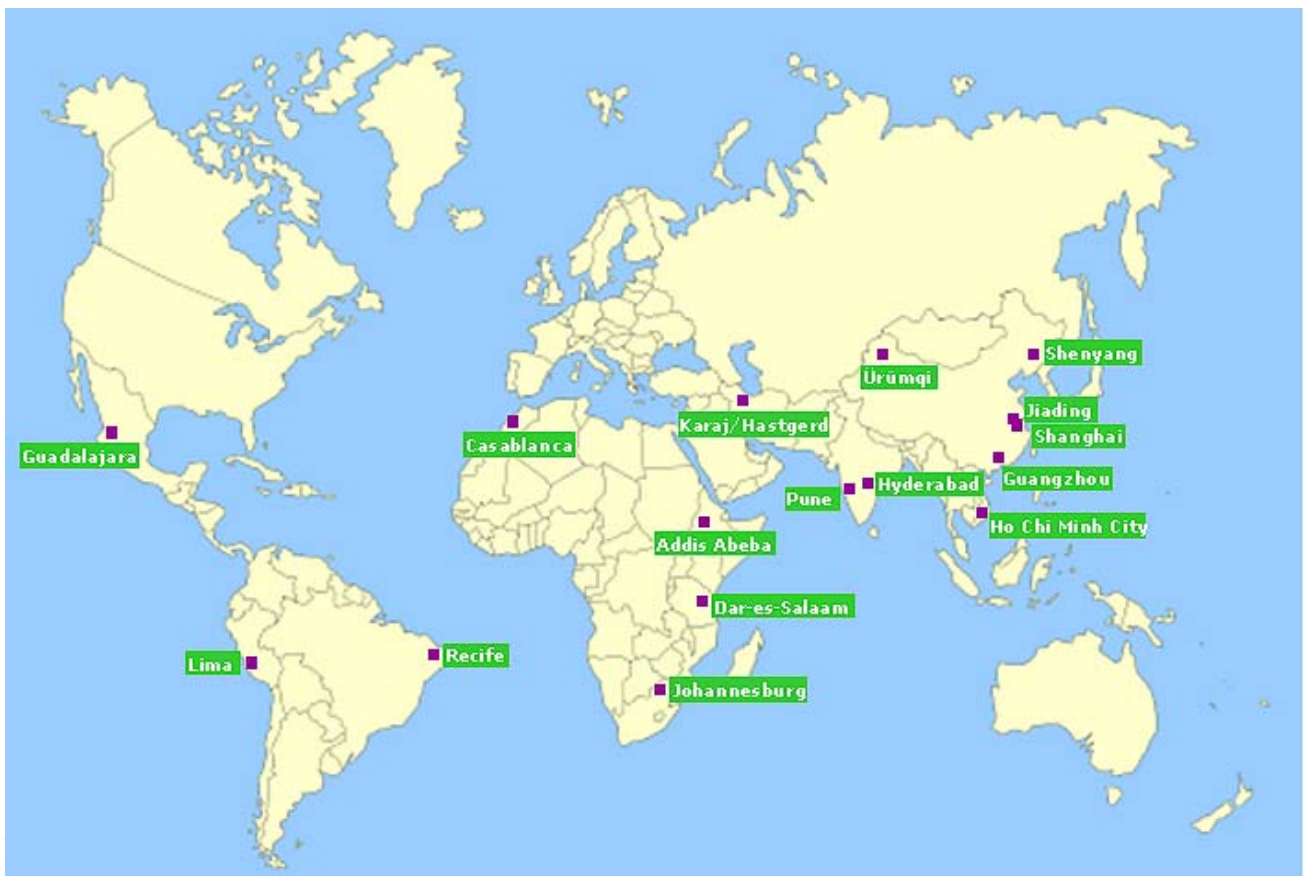 Shenyang
Ürümqi
Jiading
Karaj/Hastgerd
Shanghai
Casablanca
Guadalajara
Guangzhou
Hyderabad
Pune
Ho Chi Minh City
Addis Abeba
Dar-es-Salaam
Recife
Lima
Johannesburg